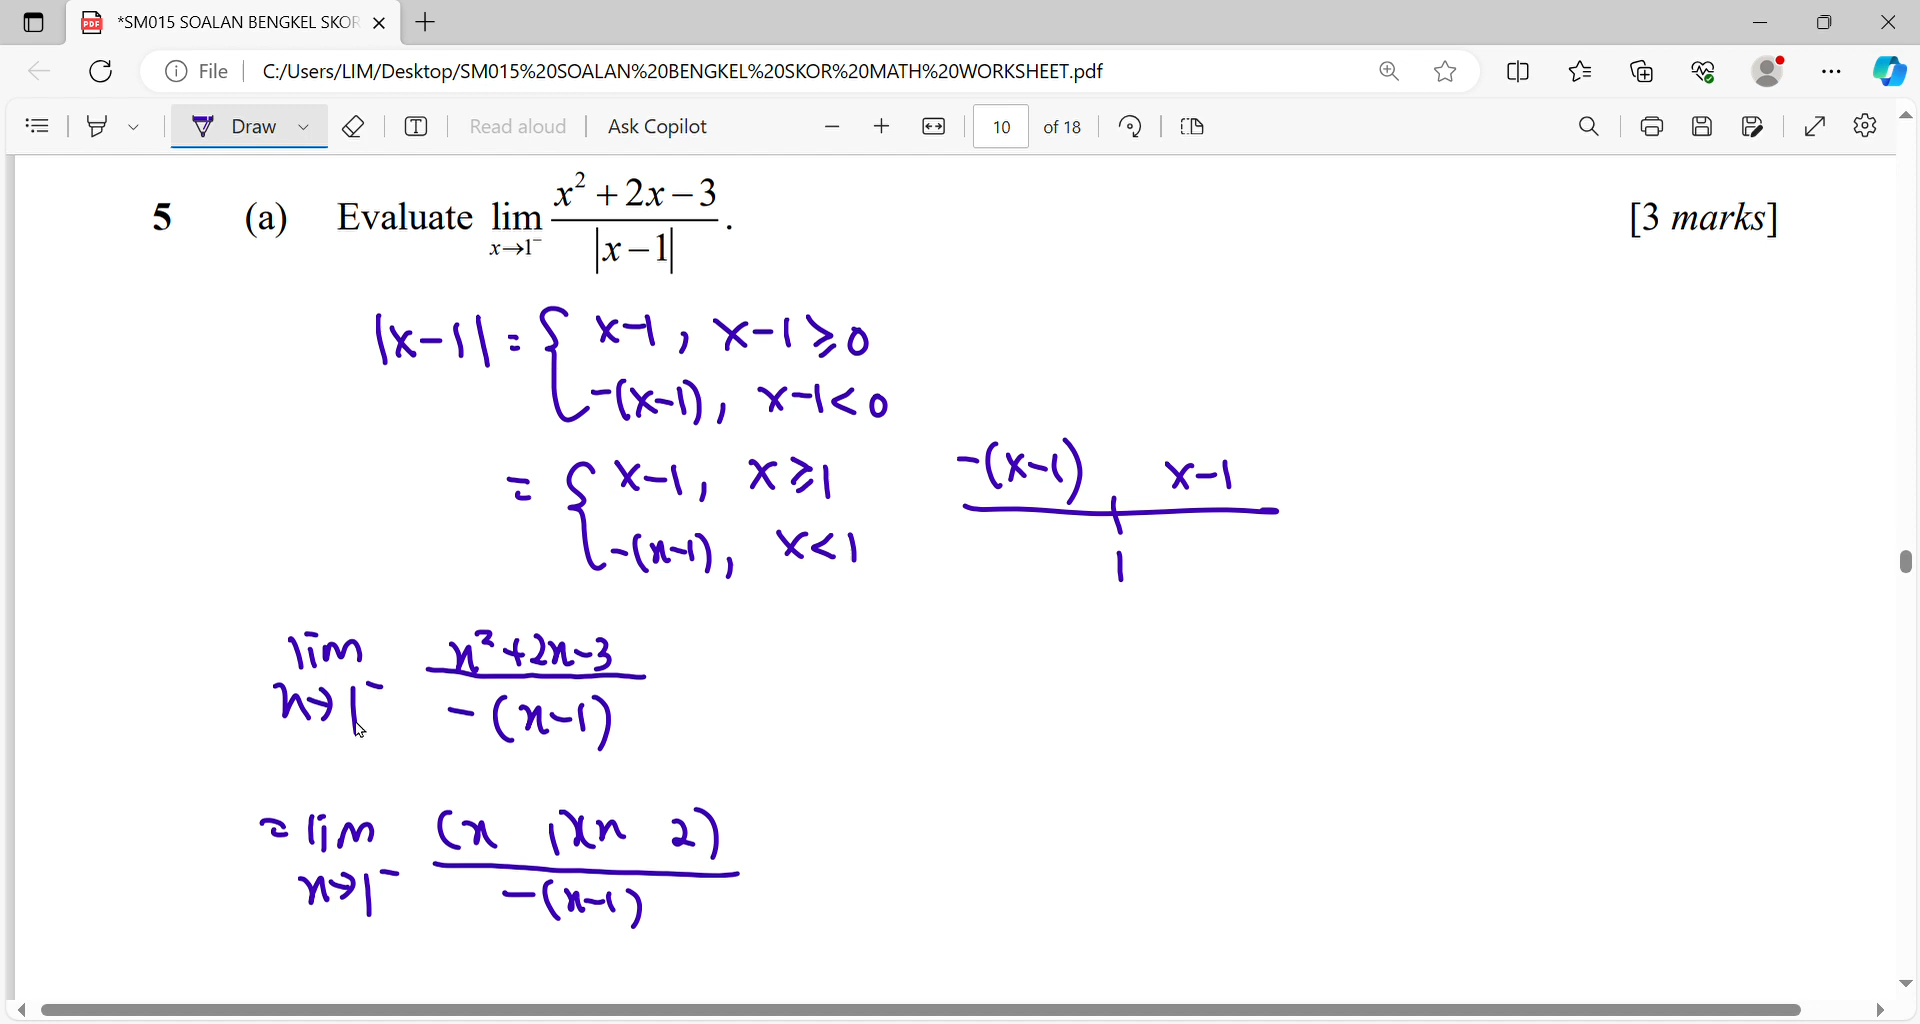 *SM015 SOALAN BENGKEL SKOR
File C:/Users/LIM/Desktop/SM015%20SOALAN%20BENGKEL%20SKOR%20MATH%20WORKSHEET.pdf
Draw Read aloud Ask Copilot 10 of 18
5 (a) Evaluate lim x→1⁻ (x² + 2x − 3)/|x − 1|. [3 marks]
|x-1| = { x-1, x-1 ≥ 0
-(x-1), x-1 < 0
= { x-1, x ≥ 1
-(x-1), x < 1
-(x-1) x-1
1
lim x→1⁻ (x²+2x-3)/(-(x-1))
= lim x→1⁻ (x 1)(x 2)/(-(x-1))